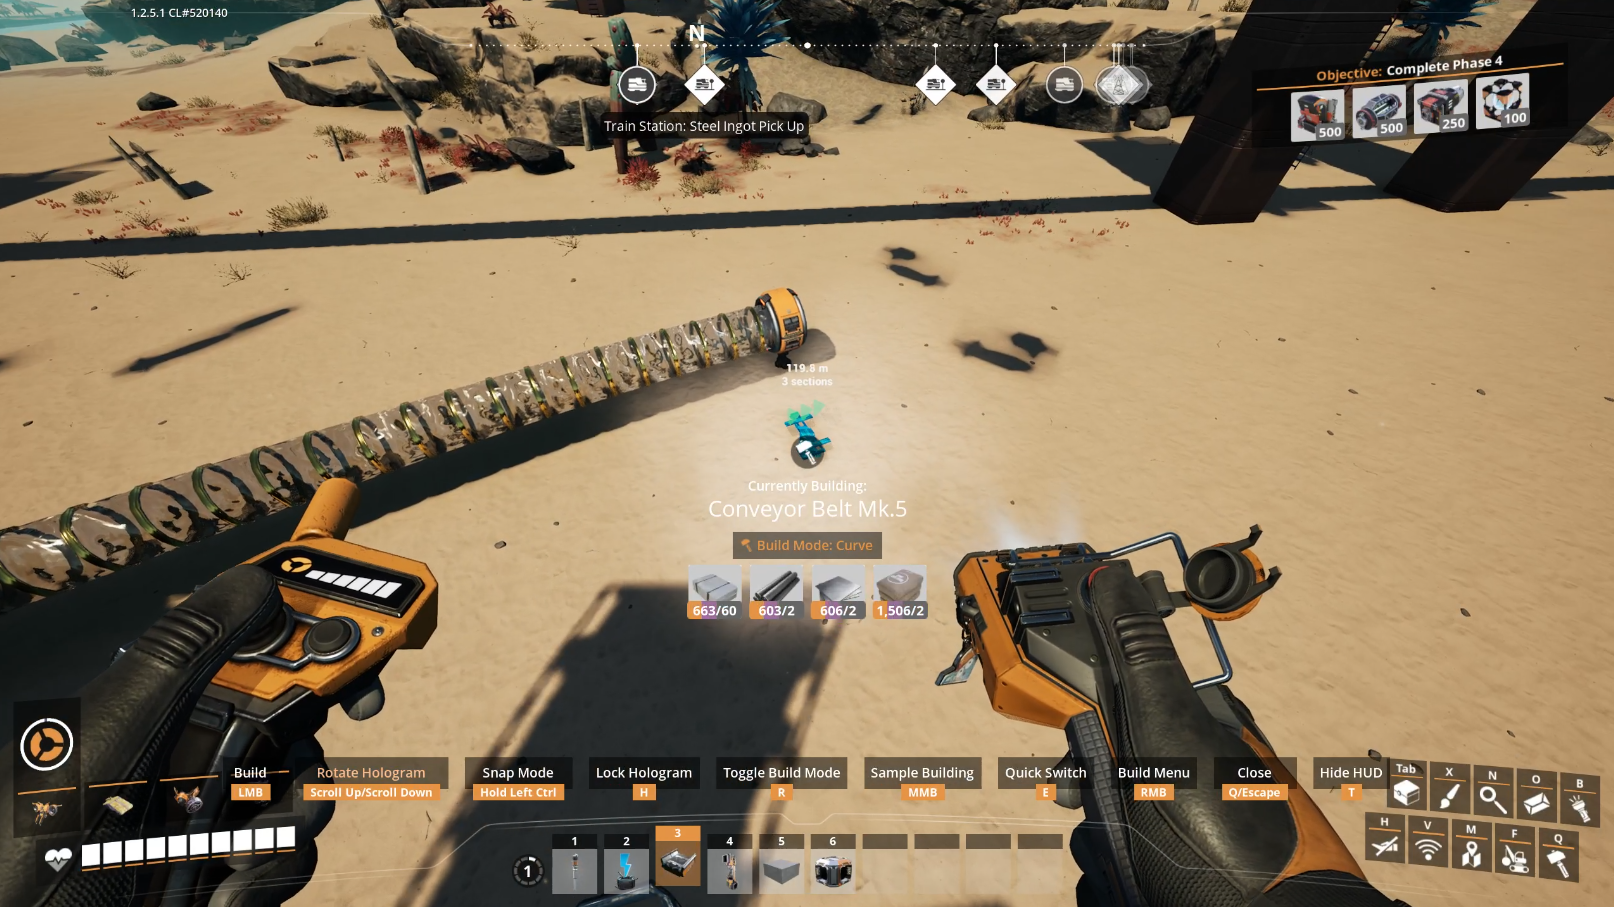 1.2.5.1 CL#520140
N
Train Station: Steel Ingot Pick Up
Objective: Complete Phase 4
500
500
250
100
119.5 m
3 sections
Currently Building:
Conveyor Belt Mk.5
Build Mode: Curve
663/60
603/2
606/2
1,506/2
Build
LMB
Rotate Hologram
Scroll Up/Scroll Down
Snap Mode
Hold Left Ctrl
Lock Hologram
H
Toggle Build Mode
R
Sample Building
MMB
Quick Switch
E
Build Menu
RMB
Close
Q/Escape
Hide HUD
T
Tab
X
N
O
B
H
V
M
F
Q
1
1
2
3
4
5
6